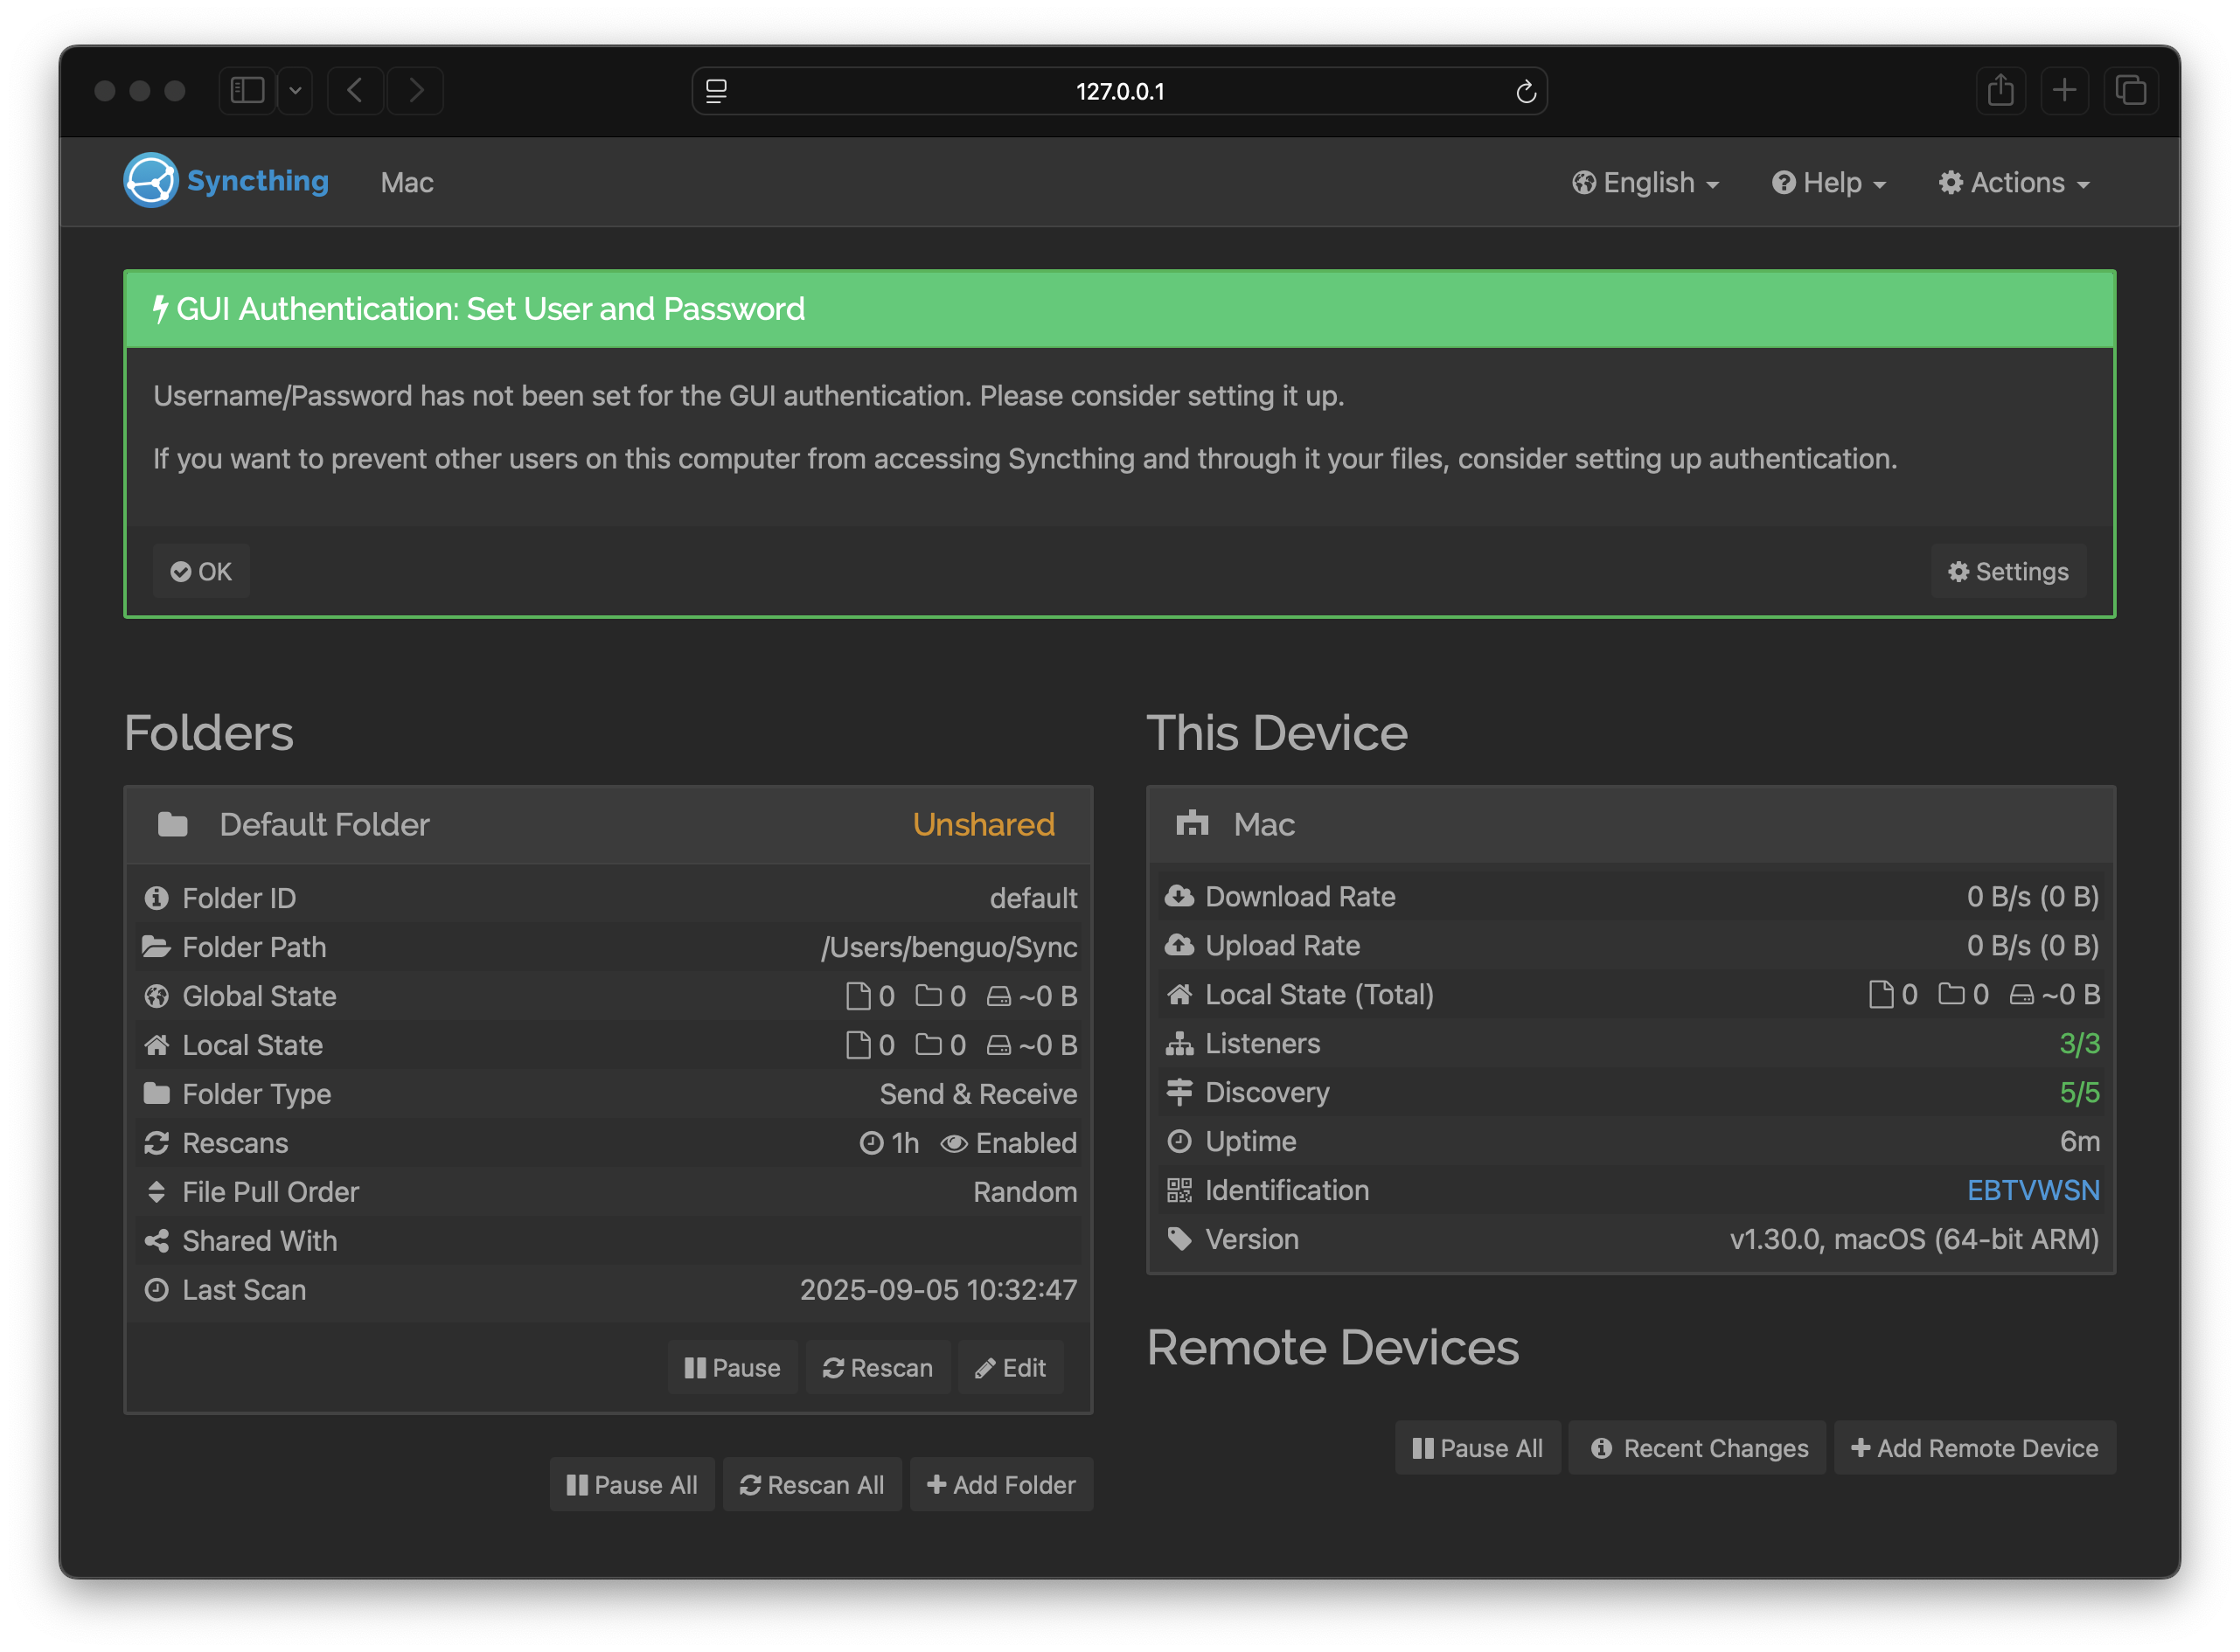 127.0.0.1
Syncthing Mac English Help Actions
GUI Authentication: Set User and Password
Username/Password has not been set for the GUI authentication. Please consider setting it up.
If you want to prevent other users on this computer from accessing Syncthing and through it your files, consider setting up authentication.
OK Settings
Folders
Default Folder Unshared
Folder ID default
Folder Path /Users/benguo/Sync
Global State 0 0 ~0 B
Local State 0 0 ~0 B
Folder Type Send & Receive
Rescans 1h Enabled
File Pull Order Random
Shared With
Last Scan 2025-09-05 10:32:47
Pause Rescan Edit
Pause All Rescan All Add Folder
This Device
Mac
Download Rate 0 B/s (0 B)
Upload Rate 0 B/s (0 B)
Local State (Total) 0 0 ~0 B
Listeners 3/3
Discovery 5/5
Uptime 6m
Identification EBTVWSN
Version v1.30.0, macOS (64-bit ARM)
Remote Devices
Pause All Recent Changes Add Remote Device